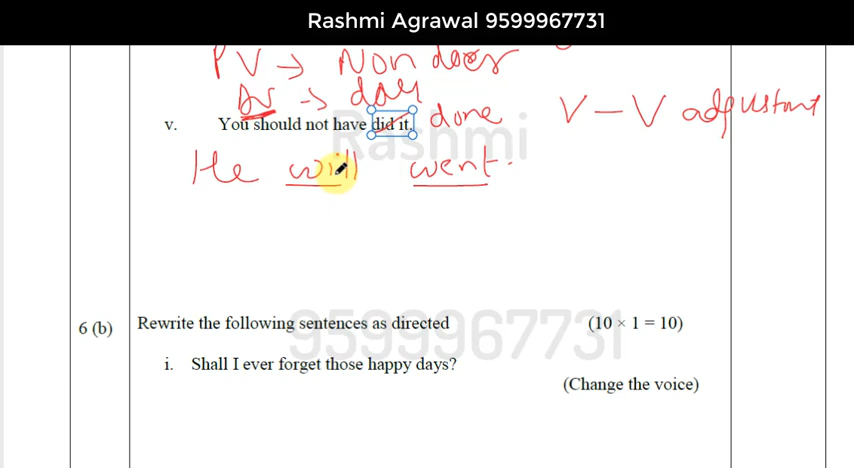 Rashmi Agrawal 9599967731
PV → Non doer
AV → doer
v. You should not have did it. done V — V adjustant
Rashmi
He will went.
9599967731
6 (b) Rewrite the following sentences as directed (10 × 1 = 10)
i. Shall I ever forget those happy days?
(Change the voice)